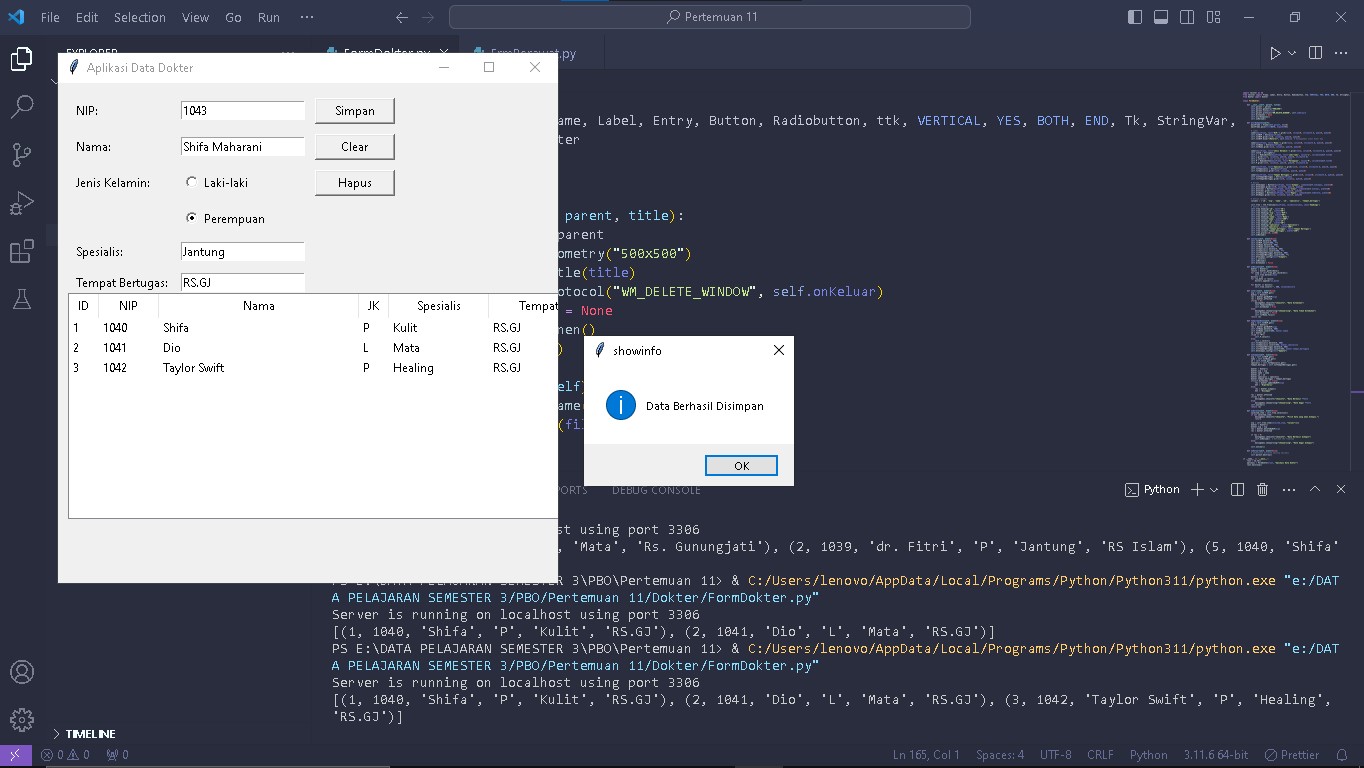 File Edit Selection View Go Run ··· Pertemuan 11
EXPLORER
FormDokter.py
FrmPerawat.py
Aplikasi Data Dokter
NIP: 1043 Simpan
Nama: Shifa Maharani Clear
Jenis Kelamin: Laki-laki Hapus
Perempuan
Spesialis: Jantung
Tempat Bertugas: RS.GJ
ID NIP Nama JK Spesialis Tempat
1 1040 Shifa P Kulit RS.GJ
2 1041 Dio L Mata RS.GJ
3 1042 Taylor Swift P Healing RS.GJ
ame, Label, Entry, Button, Radiobutton, ttk, VERTICAL, YES, BOTH, END, Tk, StringVar,
ter
parent, title):
parent
ometry("500x500")
tle(title)
otocol("WM_DELETE_WINDOW", self.onKeluar)
= None
nen()
)
elf)
ame(
(fil
showinfo
Data Berhasil Disimpan
OK
PORTS DEBUG CONSOLE
Python
st using port 3306
, 'Mata', 'Rs. Gunungjati'), (2, 1039, 'dr. Fitri', 'P', 'Jantung', 'RS Islam'), (5, 1040, 'Shifa'
PS E:\DATA PELAJARAN SEMESTER 3\PBO\Pertemuan 11> & C:/Users/lenovo/AppData/Local/Programs/Python/Python311/python.exe "e:/DAT
A PELAJARAN SEMESTER 3/PBO/Pertemuan 11/Dokter/FormDokter.py"
Server is running on localhost using port 3306
[(1, 1040, 'Shifa', 'P', 'Kulit', 'RS.GJ'), (2, 1041, 'Dio', 'L', 'Mata', 'RS.GJ')]
PS E:\DATA PELAJARAN SEMESTER 3\PBO\Pertemuan 11> & C:/Users/lenovo/AppData/Local/Programs/Python/Python311/python.exe "e:/DAT
A PELAJARAN SEMESTER 3/PBO/Pertemuan 11/Dokter/FormDokter.py"
Server is running on localhost using port 3306
[(1, 1040, 'Shifa', 'P', 'Kulit', 'RS.GJ'), (2, 1041, 'Dio', 'L', 'Mata', 'RS.GJ'), (3, 1042, 'Taylor Swift', 'P', 'Healing',
'RS.GJ')]
TIMELINE
0 0 0 Ln 165, Col 1 Spaces: 4 UTF-8 CRLF Python 3.11.6 64-bit Prettier